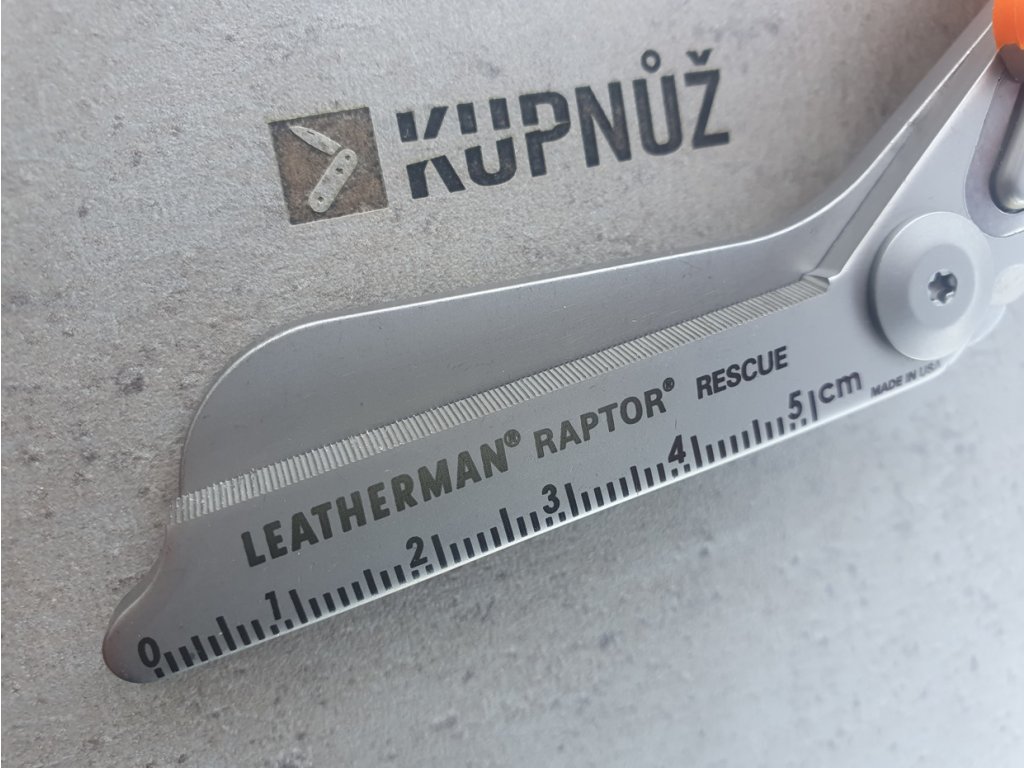 KUPNŮŽ
LEATHERMAN® RAPTOR® RESCUE
0 1 2 3 4 5 cm MADE IN USA